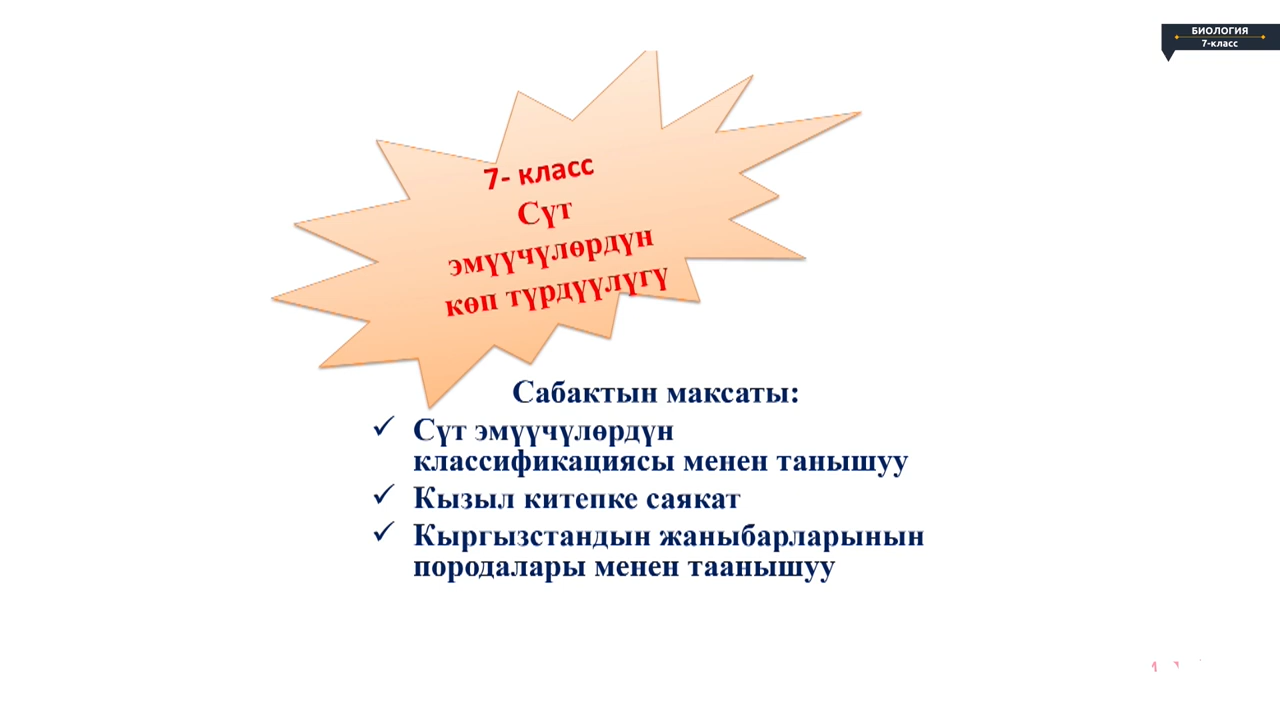 БИОЛОГИЯ
7-класс
7- класс
Сүт
эмүүчүлөрдүн
көп түрдүүлүгү
Сабактын максаты:
✓ Сүт эмүүчүлөрдүн
классификациясы менен танышуу
✓ Кызыл китепке саякат
✓ Кыргызстандын жаныбарларынын
породалары менен таанышуу